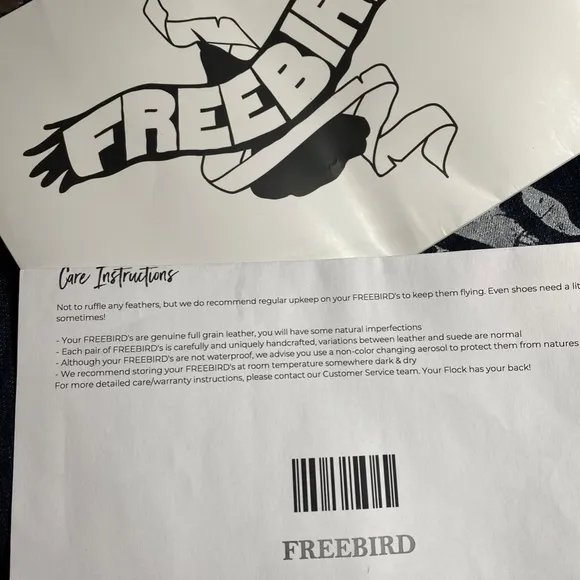 FREEBIR
Care Instructions
Not to ruffle any feathers, but we do recommend regular upkeep on your FREEBIRD's to keep them flying. Even shoes need a
sometimes!
- Your FREEBIRD's are genuine full grain leather, you will have some natural imperfections
- Each pair of FREEBIRD's is carefully and uniquely handcrafted, variations between leather and suede are normal
- Although your FREEBIRD's are not waterproof, we advise you use a non-color changing aerosol to protect them from natures
- We recommend storing your FREEBIRD's at room temperature somewhere dark & dry
For more detailed care/warranty instructions, please contact our Customer Service team. Your Flock has your back!
FREEBIRD